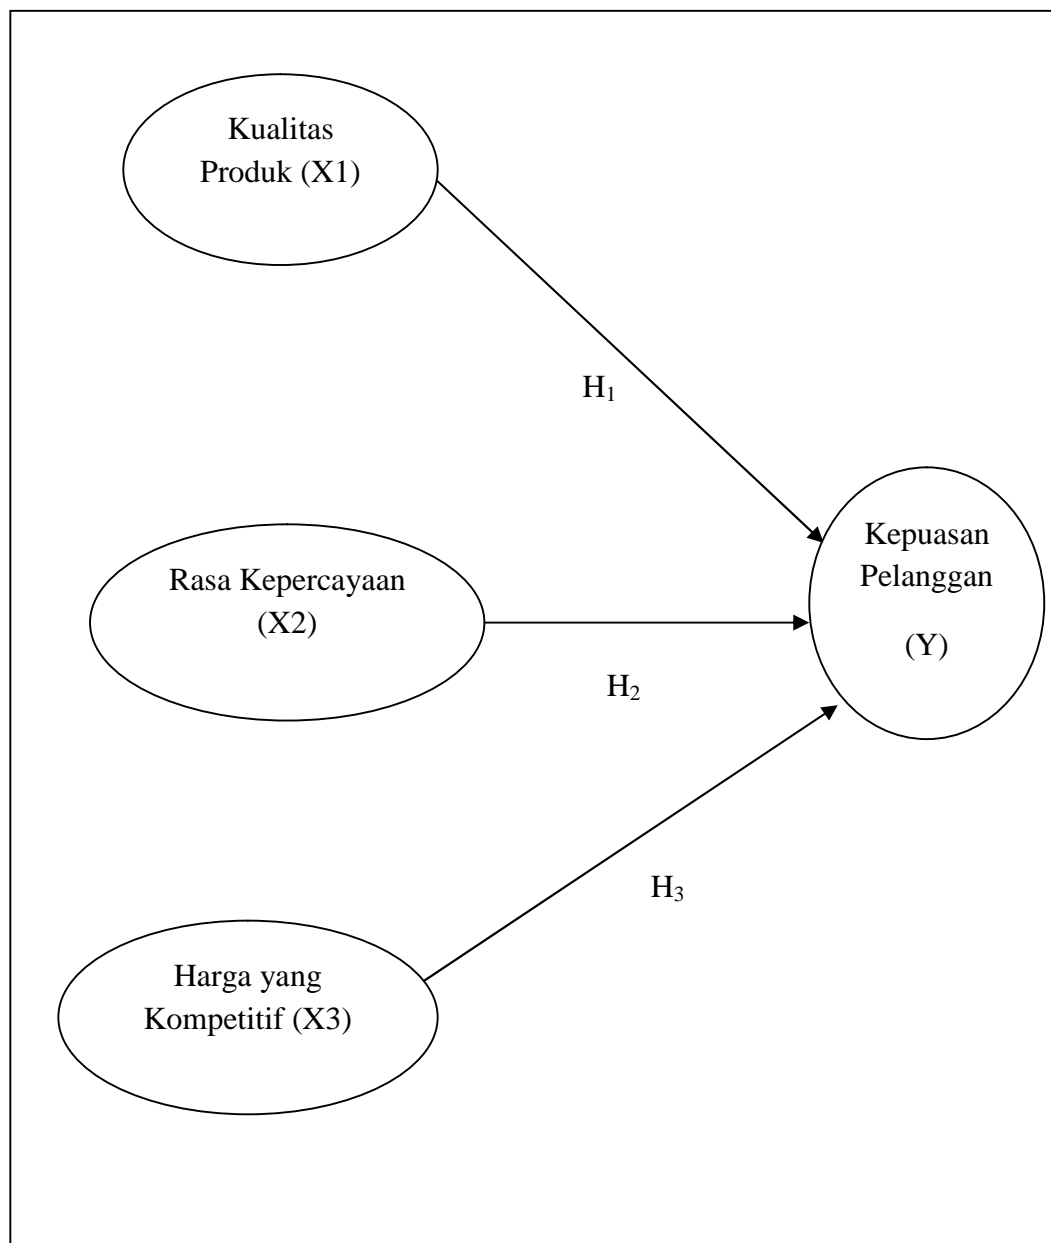 Kualitas
Produk (X1)
H₁
Kepuasan
Pelanggan
(Y)
Rasa Kepercayaan
(X2)
H₂
H₃
Harga yang
Kompetitif (X3)